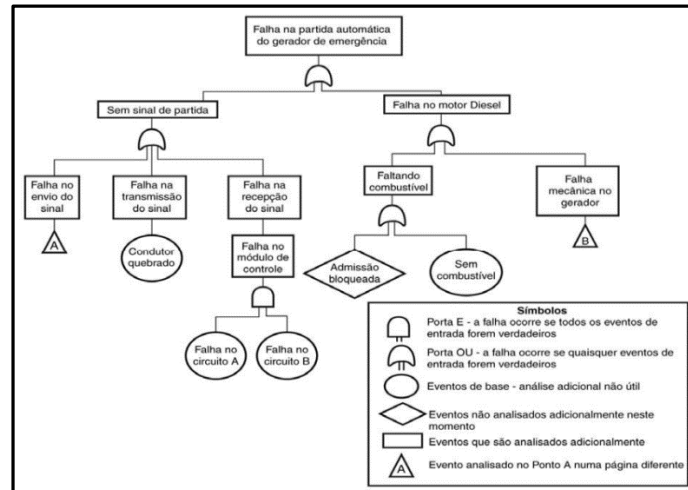 Falha na partida automática
do gerador de emergência
Sem sinal de partida
Falha no motor Diesel
Falha no
envio do
sinal
Falha na
transmissão
do sinal
Falha na
recepção
do sinal
Faltando
combustível
Falha
mecânica no
gerador
A
Condutor
quebrado
Falha no
módulo de
controle
B
Admissão
bloqueada
Sem
combustível
Falha no
circuito A
Falha no
circuito B
Símbolos
Porta E - a falha ocorre se todos os eventos de
entrada forem verdadeiros
Porta OU - a falha ocorre se quaisquer eventos de
entrada forem verdadeiros
Eventos de base - análise adicional não útil
Eventos não analisados adicionalmente neste
momento
Eventos que são analisados adicionalmente
A
Evento analisado no Ponto A numa página diferente